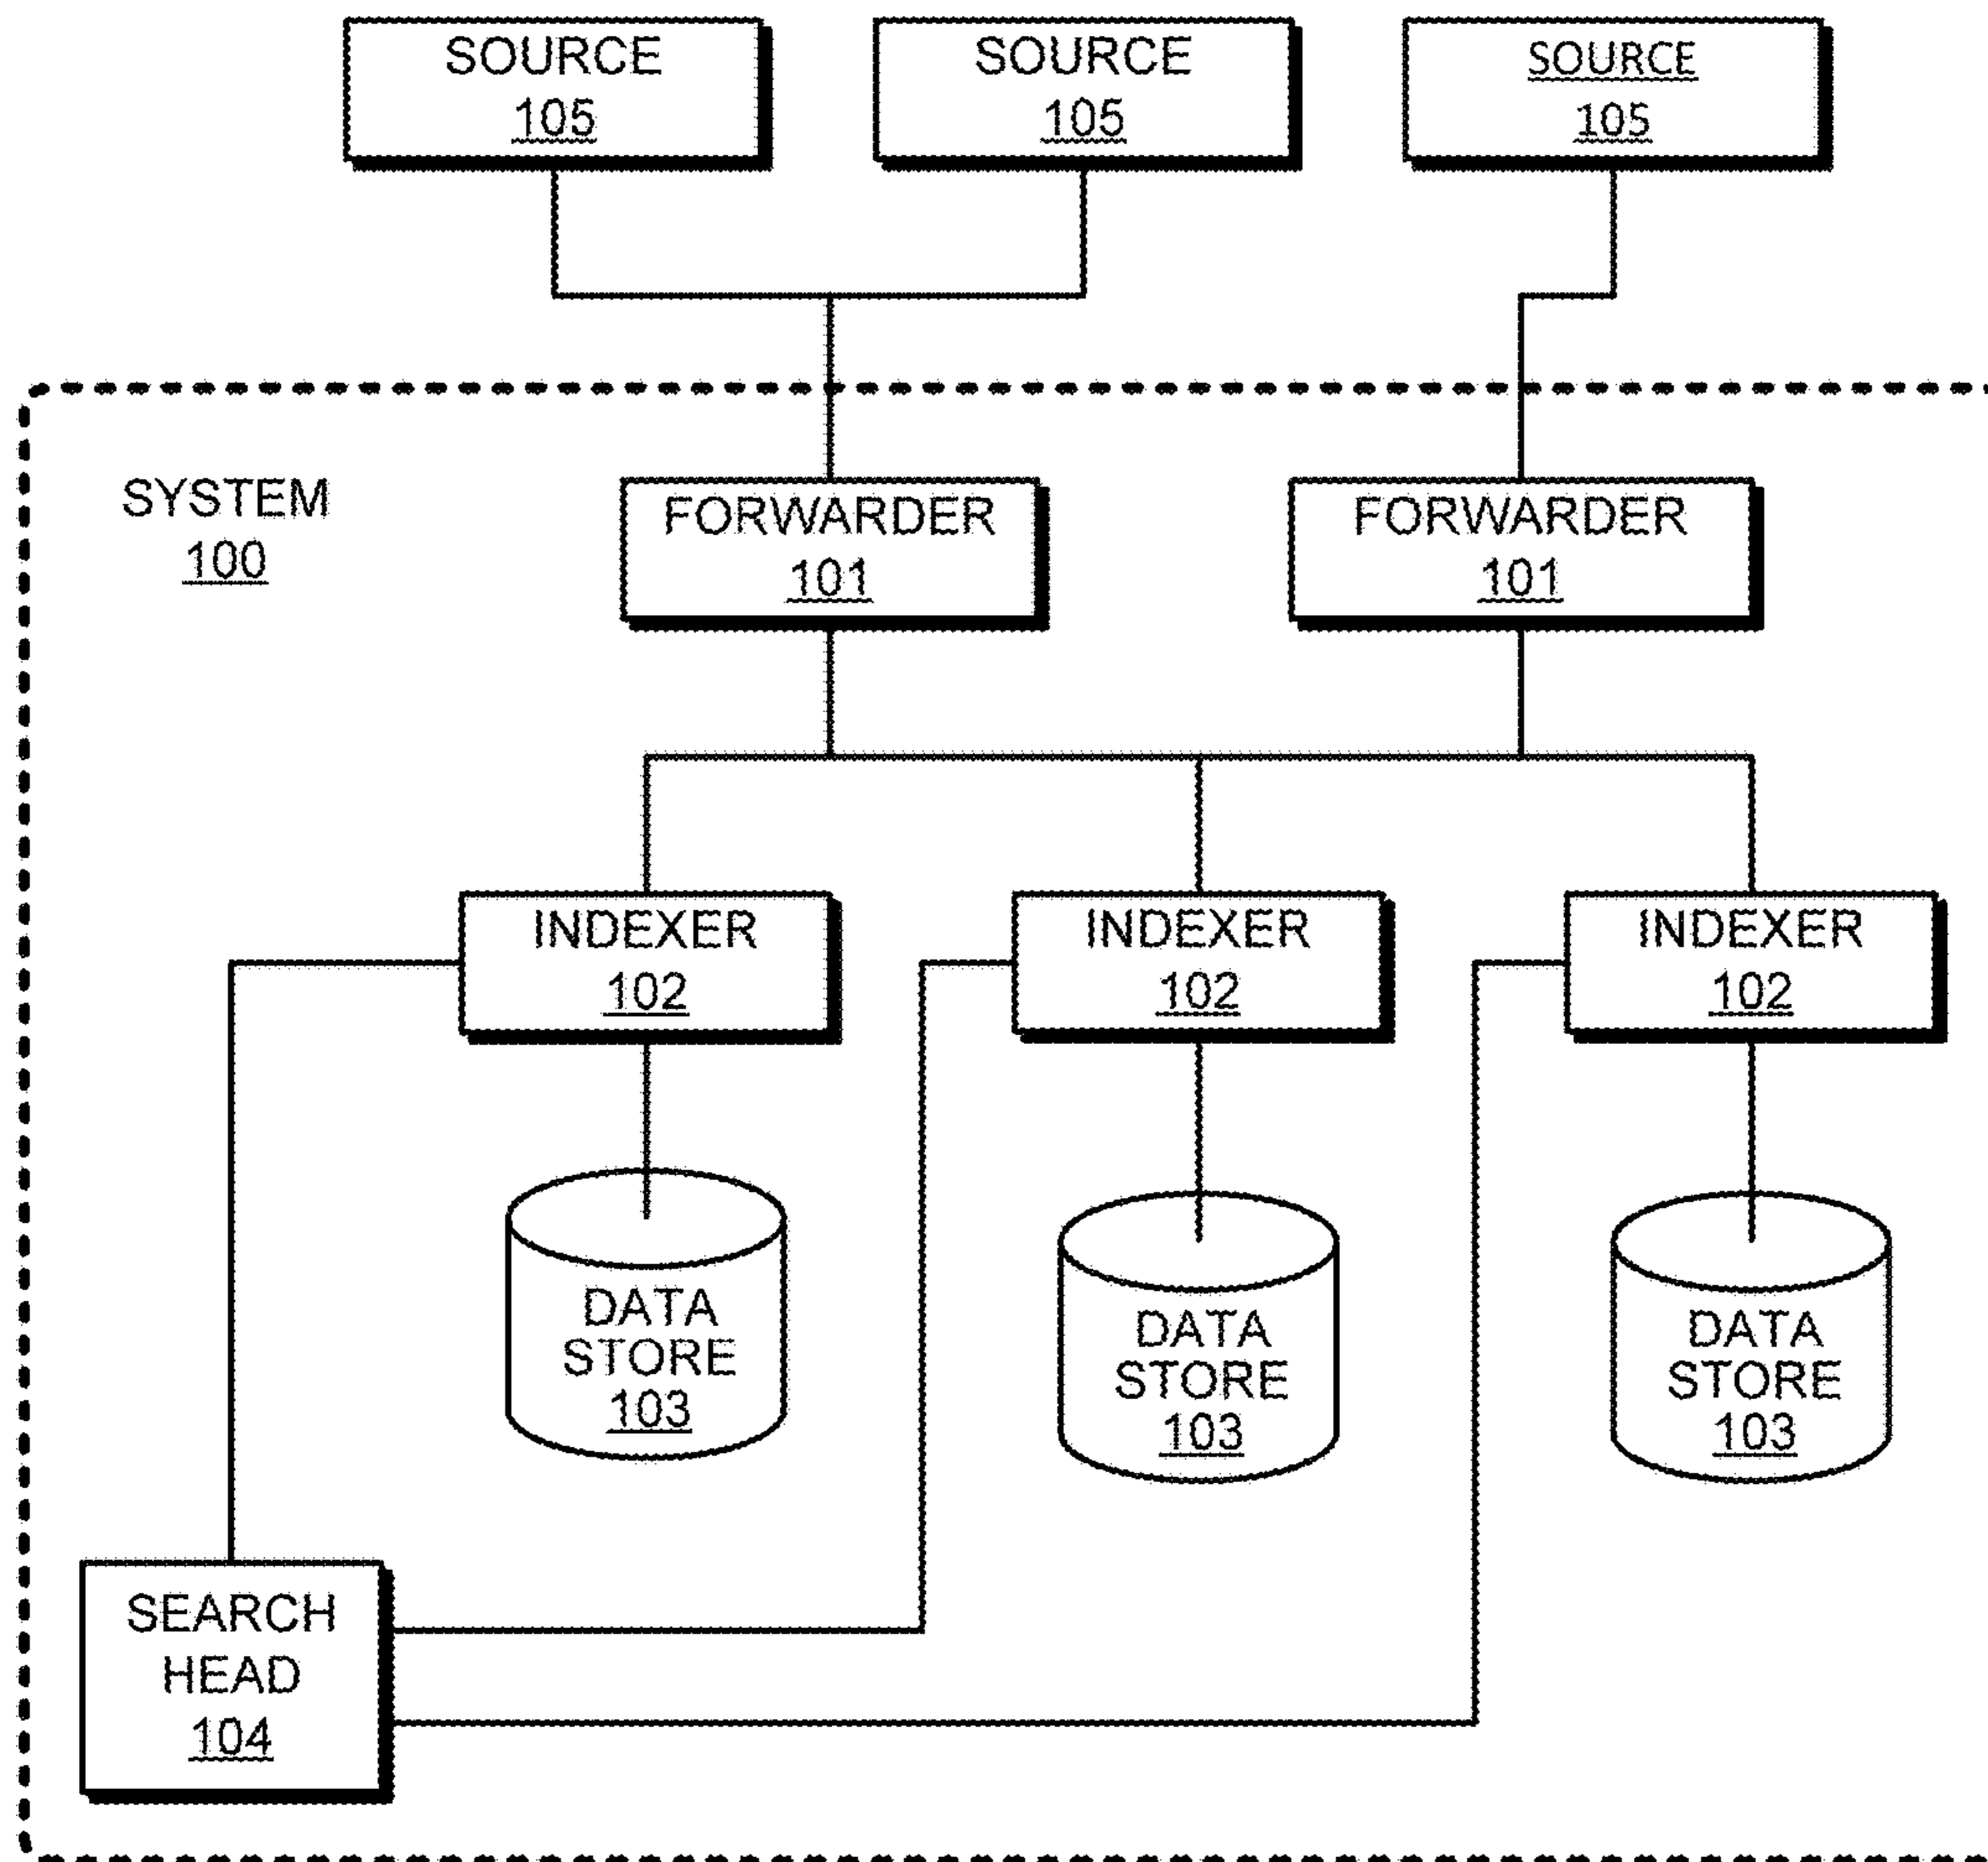 SOURCE
105
SOURCE
105
SOURCE
105
SYSTEM
100
FORWARDER
101
FORWARDER
101
INDEXER
102
INDEXER
102
INDEXER
102
DATA
STORE
103
DATA
STORE
103
DATA
STORE
103
SEARCH
HEAD
104